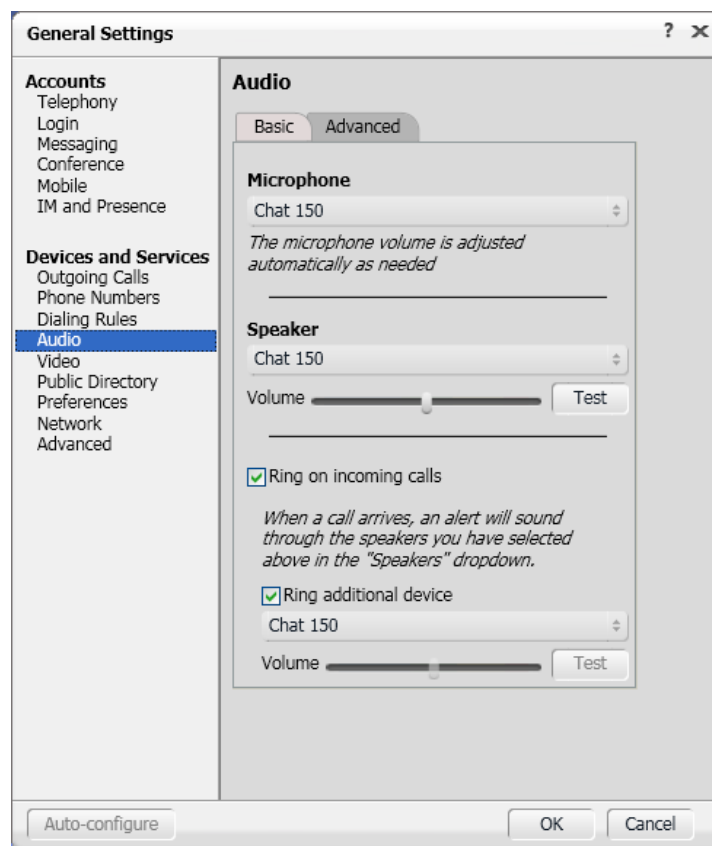 General Settings
?
Accounts
Telephony
Login
Messaging
Conference
Mobile
IM and Presence
Devices and Services
Outgoing Calls
Phone Numbers
Dialing Rules
Audio
Video
Public Directory
Preferences
Network
Advanced
Audio
Basic Advanced
Microphone
Chat 150
The microphone volume is adjusted
automatically as needed
Speaker
Chat 150
Volume Test
Ring on incoming calls
When a call arrives, an alert will sound
through the speakers you have selected
above in the "Speakers" dropdown.
Ring additional device
Chat 150
Volume Test
Auto-configure OK Cancel